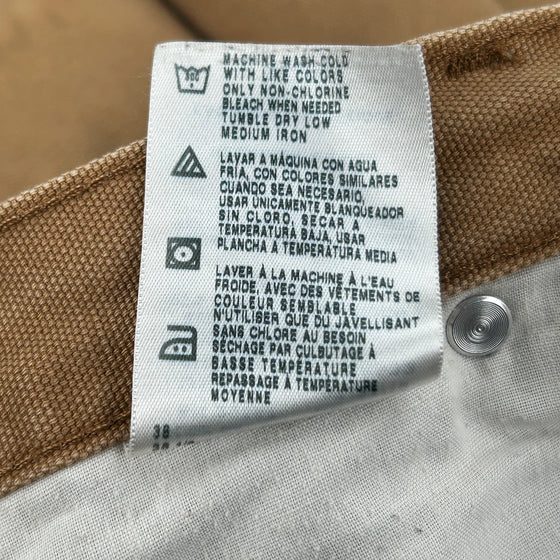 MACHINE WASH COLD
WITH LIKE COLORS
ONLY NON-CHLORINE
BLEACH WHEN NEEDED
TUMBLE DRY LOW
MEDIUM IRON
LAVAR A MÁQUINA CON AGUA
FRÍA, CON COLORES SIMILARES
CUANDO SEA NECESARIO,
USAR ÚNICAMENTE BLANQUEADOR
SIN CLORO, SECAR A
TEMPERATURA BAJA, USAR
PLANCHA A TEMPERATURA MEDIA
LAVER À LA MACHINE À L'EAU
FROIDE, AVEC DES VÊTEMENTS DE
COULEUR SEMBLABLE
N'UTILISER QUE DU JAVELLISANT
SANS CHLORE AU BESOIN
SÉCHAGE PAR CULBUTAGE À
BASSE TEMPÉRATURE
REPASSAGE À TEMPÉRATURE
MOYENNE
38